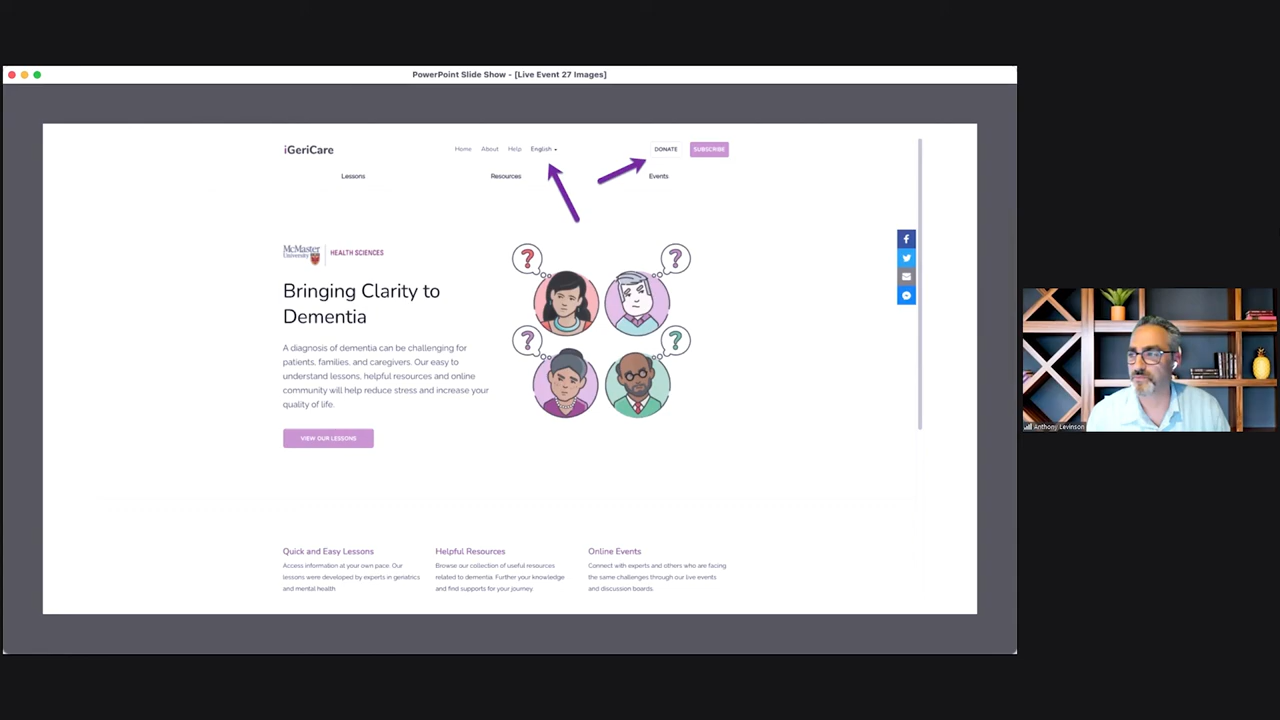 PowerPoint Slide Show - [Live Event 27 Images]
iGeriCare
Home About Help English
DONATE SUBSCRIBE
Lessons Resources Events
McMaster
University
HEALTH SCIENCES
Bringing Clarity to
Dementia
A diagnosis of dementia can be challenging for
patients, families, and caregivers. Our easy to
understand lessons, helpful resources and online
community will help reduce stress and increase your
quality of life.
VIEW OUR LESSONS
? ? ? ?
Quick and Easy Lessons
Access information at your own pace. Our
lessons were developed by experts in geriatrics
and mental health.
Helpful Resources
Browse our collection of useful resources
related to dementia. Further your knowledge
and find supports for your journey.
Online Events
Connect with experts and others who are facing
the same challenges through our live events
and discussion boards.
Anthony Levinson